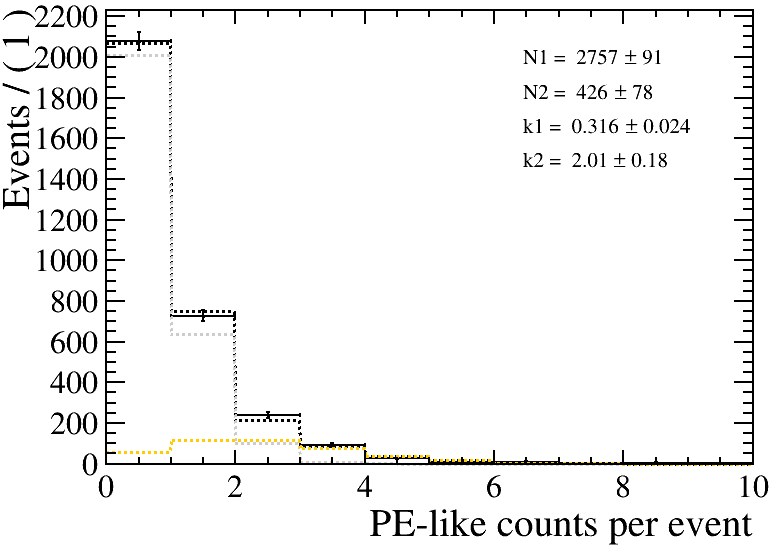 Events / ( 1 )
2200
2000
1800
1600
1400
1200
1000
800
600
400
200
0
N1 = 2757 ± 91
N2 = 426 ± 78
k1 = 0.316 ± 0.024
k2 = 2.01 ± 0.18
0 2 4 6 8 10
PE-like counts per event